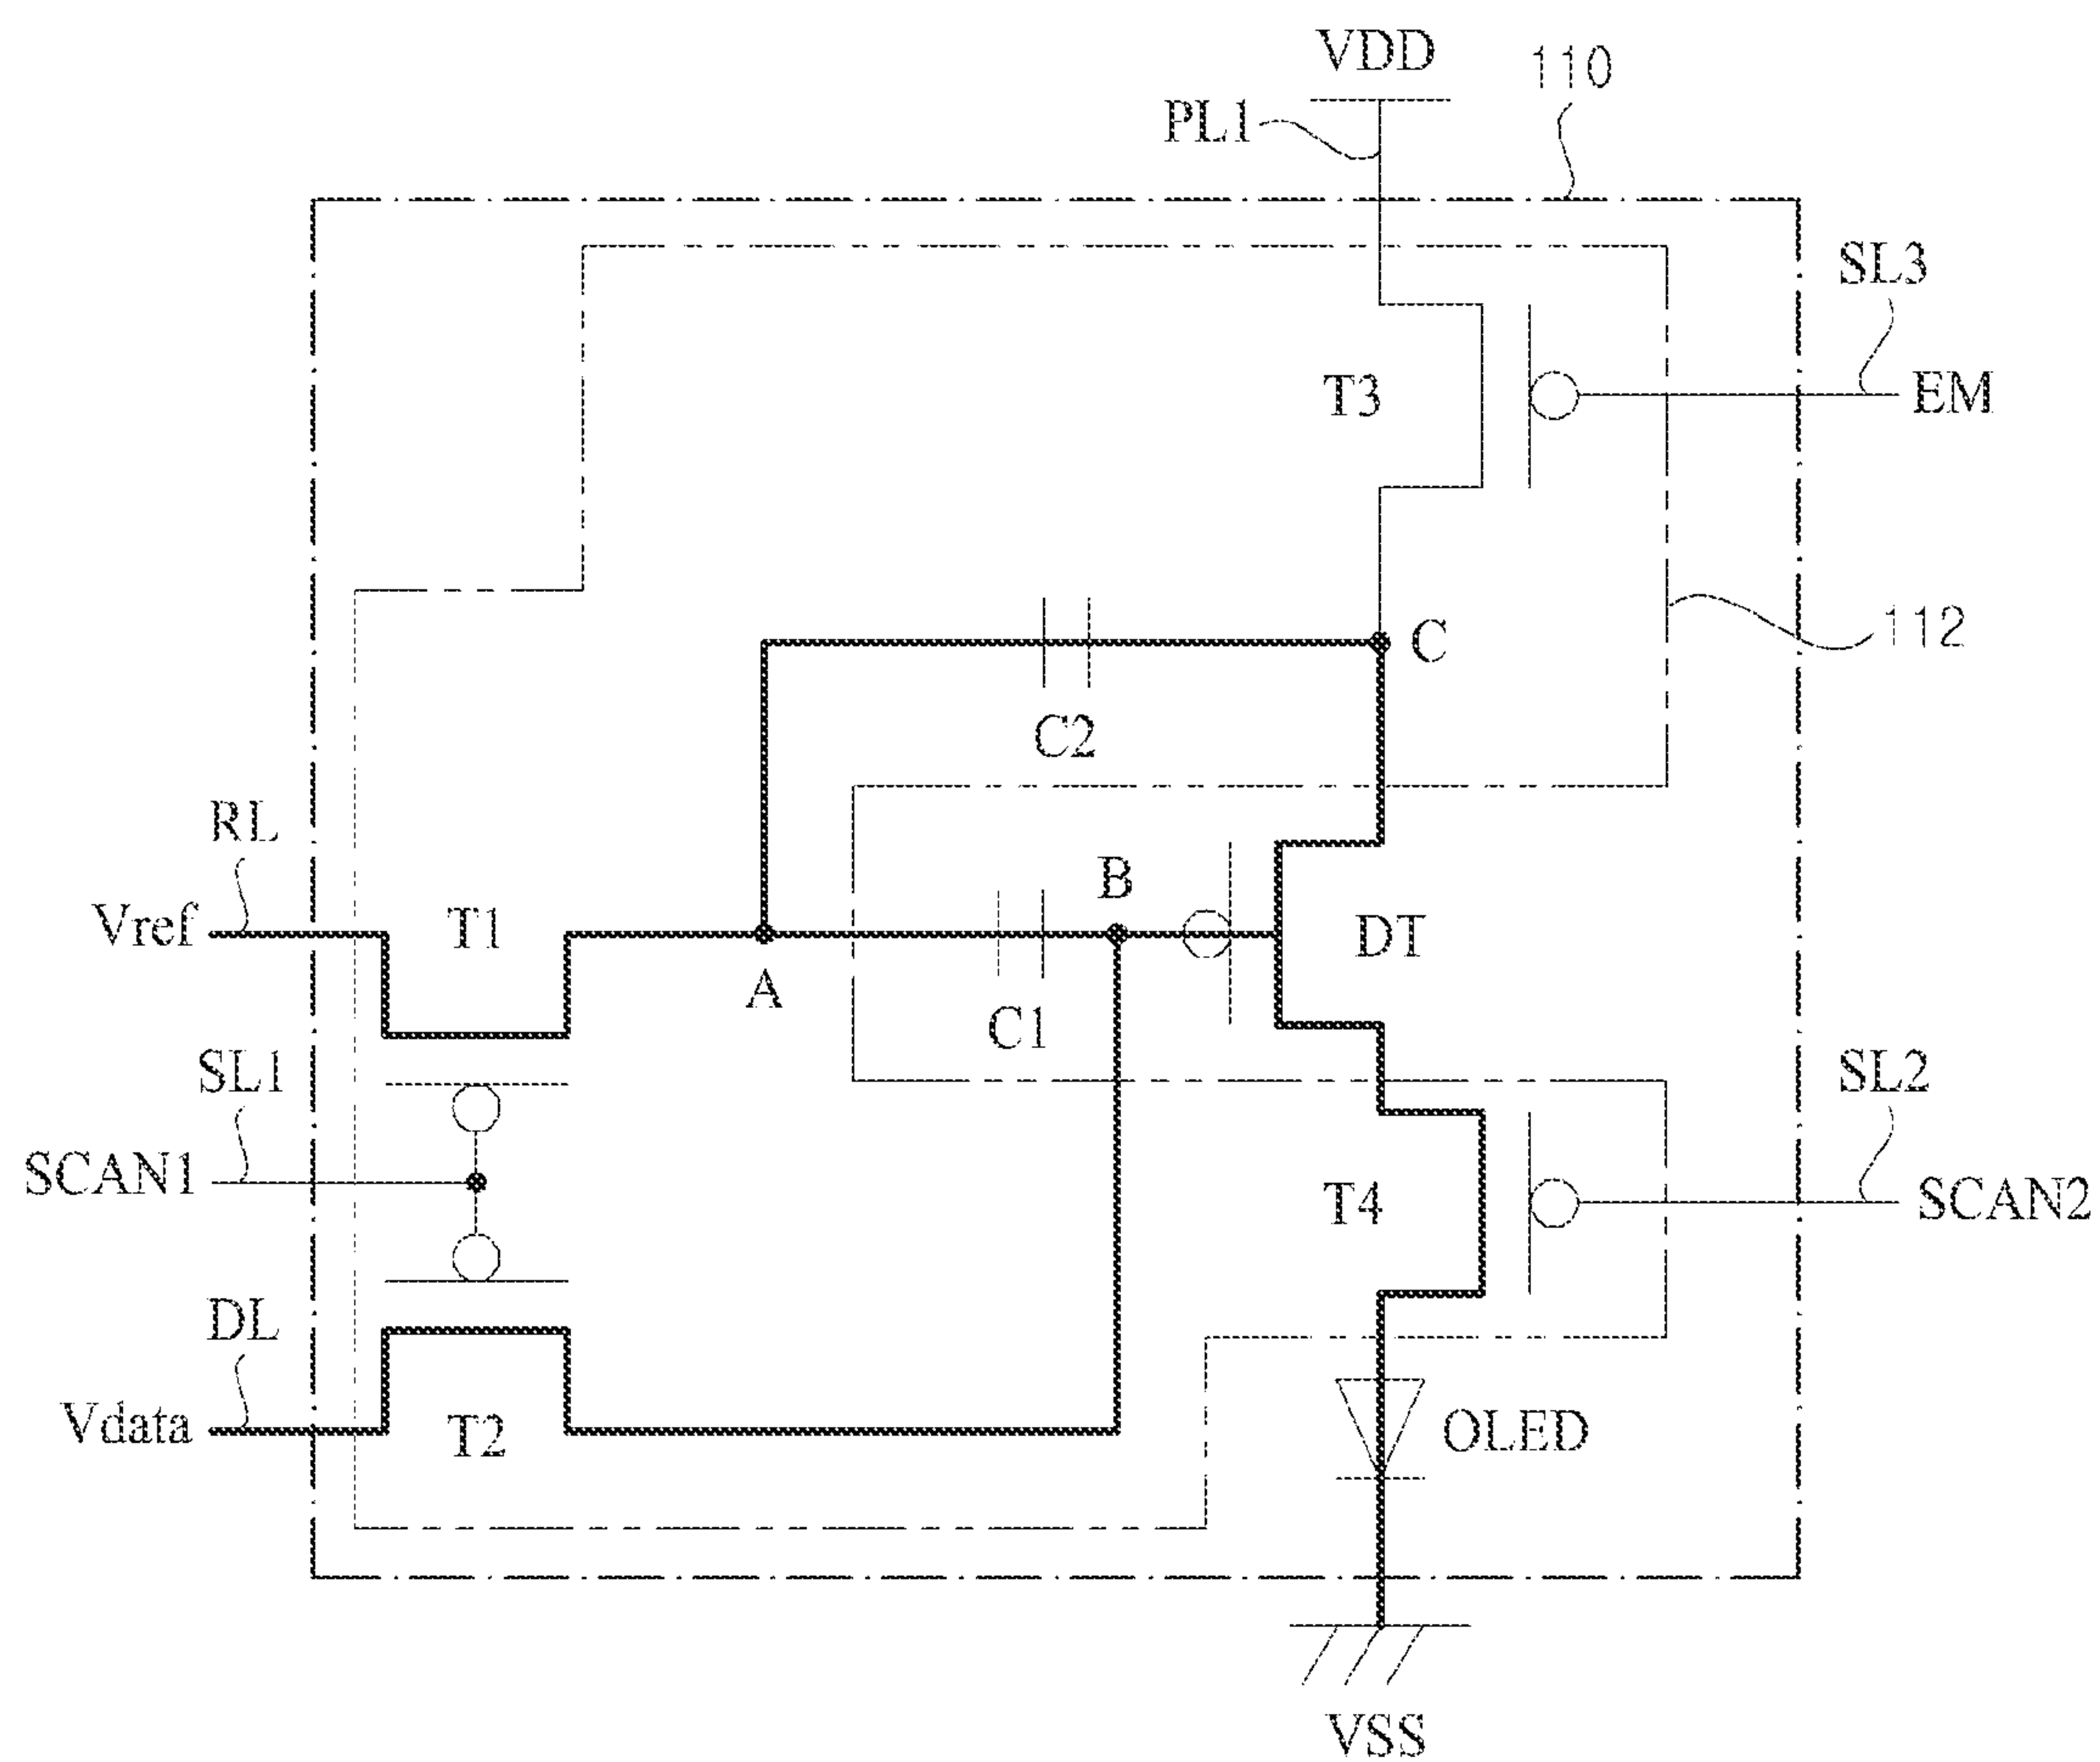 VDD
110
PL1
SL3
T3
EM
C
112
C2
RL
B
Vref
T1
DT
A
C1
SL1
SL2
SCAN1
T4
SCAN2
DL
Vdata
T2
OLED
VSS